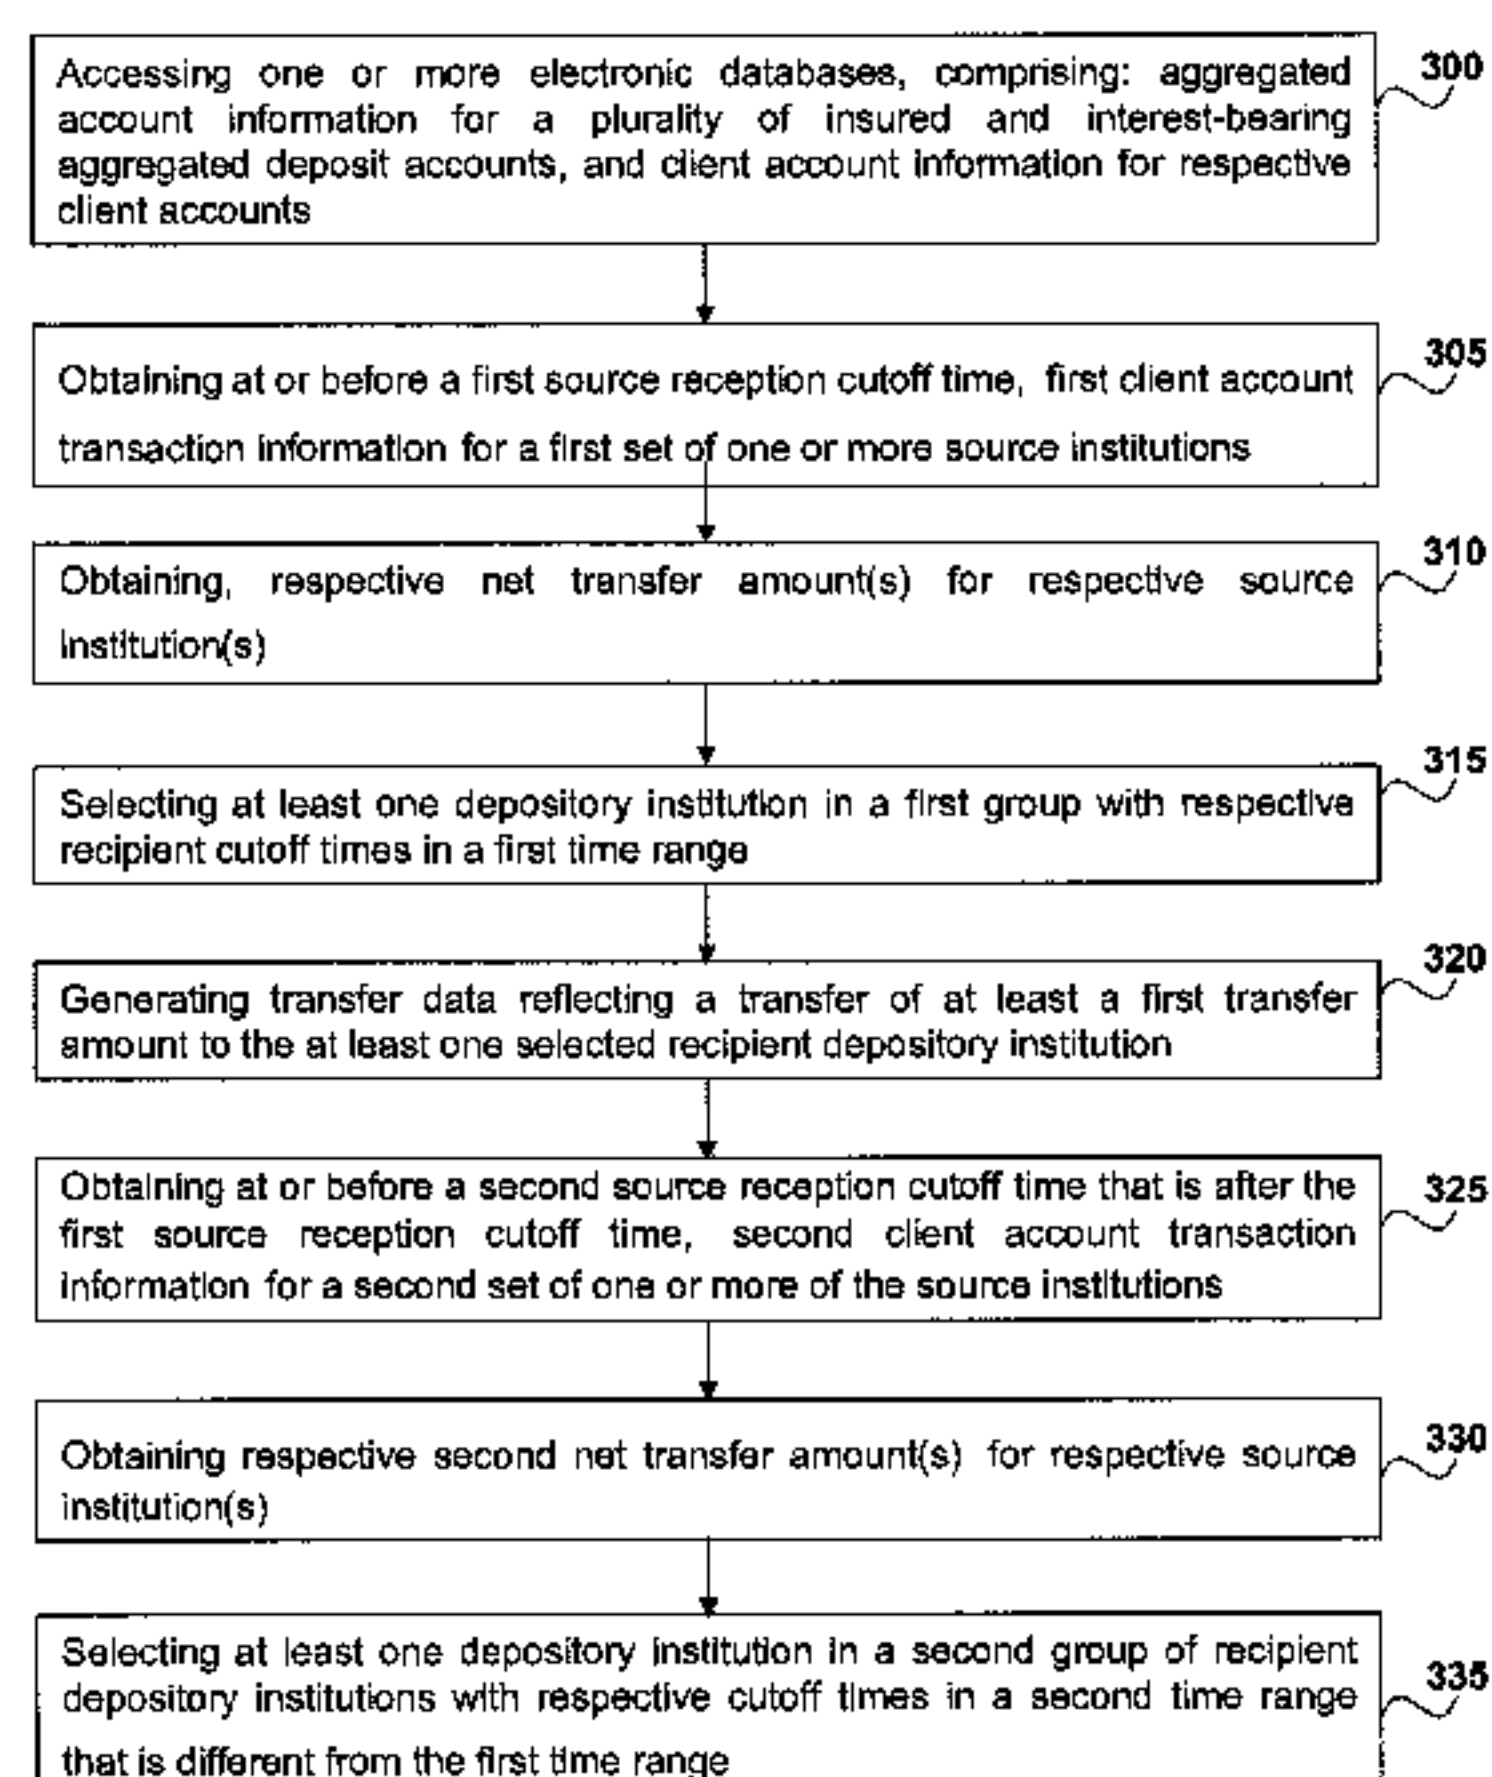 Accessing one or more electronic databases, comprising: aggregated
300
account information for a plurality of insured and interest-bearing
aggregated deposit accounts, and client account information for respective
client accounts
305
Obtaining at or before a first source reception cutoff time, first client account
transaction information for a first set of one or more source institutions
310
Obtaining, respective net transfer amount(s) for respective source
institution(s)
315
Selecting at least one depository institution in a first group with respective
recipient cutoff times in a first time range
320
Generating transfer data reflecting a transfer of at least a first transfer
amount to the at least one selected recipient depository institution
Obtaining at or before a second source reception cutoff time that is after the
325
first source reception cutoff time, second client account transaction
information for a second set of one or more of the source institutions
330
Obtaining respective second net transfer amount(s) for respective source
institution(s)
Selecting at least one depository institution in a second group of recipient
335
depository institutions with respective cutoff times in a second time range
that is different from the first time range